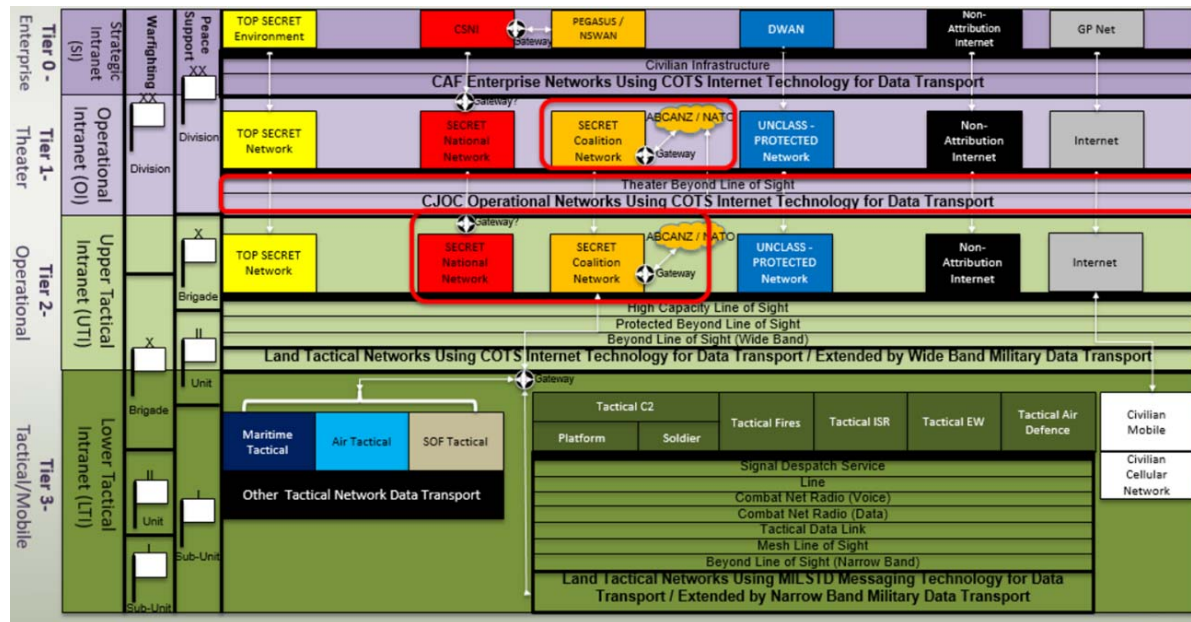 Tier 0 -
Enterprise
Strategic
Intranet
(SI)
Warfighting
Peace
Support
XX
Division
TOP SECRET
Environment
CSNI
Gateway
PEGASUS /
NSWAN
DWAN
Non-
Attribution
Internet
GP Net
Civilian Infrastructure
CAF Enterprise Networks Using COTS Internet Technology for Data Transport
Tier 1-
Theater
Operational
Intranet (OI)
XX
Division
TOP SECRET
Network
Gateway?
SECRET
National
Network
SECRET
Coalition
Network
ABCANZ / NATO
Gateway
UNCLASS -
PROTECTED
Network
Non-
Attribution
Internet
Internet
Theater Beyond Line of Sight
CJOC Operational Networks Using COTS Internet Technology for Data Transport
Tier 2-
Operational
Upper Tactical
Intranet (UTI)
X
Brigade
II
Unit
TOP SECRET
Network
Gateway?
SECRET
National
Network
SECRET
Coalition
Network
ABCANZ / NATO
Gateway
UNCLASS -
PROTECTED
Network
Non-
Attribution
Internet
Internet
High Capacity Line of Sight
Protected Beyond Line of Sight
Beyond Line of Sight (Wide Band)
Land Tactical Networks Using COTS Internet Technology for Data Transport / Extended by Wide Band Military Data Transport
Tier 3-
Tactical/Mobile
Lower Tactical
Intranet (LTI)
X
Brigade
II
Unit
I
Sub-Unit
I
Sub-Unit
Gateway
Maritime
Tactical
Air Tactical
SOF Tactical
Other Tactical Network Data Transport
Tactical C2
Platform
Soldier
Tactical Fires
Tactical ISR
Tactical EW
Tactical Air
Defence
Civilian
Mobile
Civilian
Cellular
Network
Signal Despatch Service
Line
Combat Net Radio (Voice)
Combat Net Radio (Data)
Tactical Data Link
Mesh Line of Sight
Beyond Line of Sight (Narrow Band)
Land Tactical Networks Using MILSTD Messaging Technology for Data
Transport / Extended by Narrow Band Military Data Transport